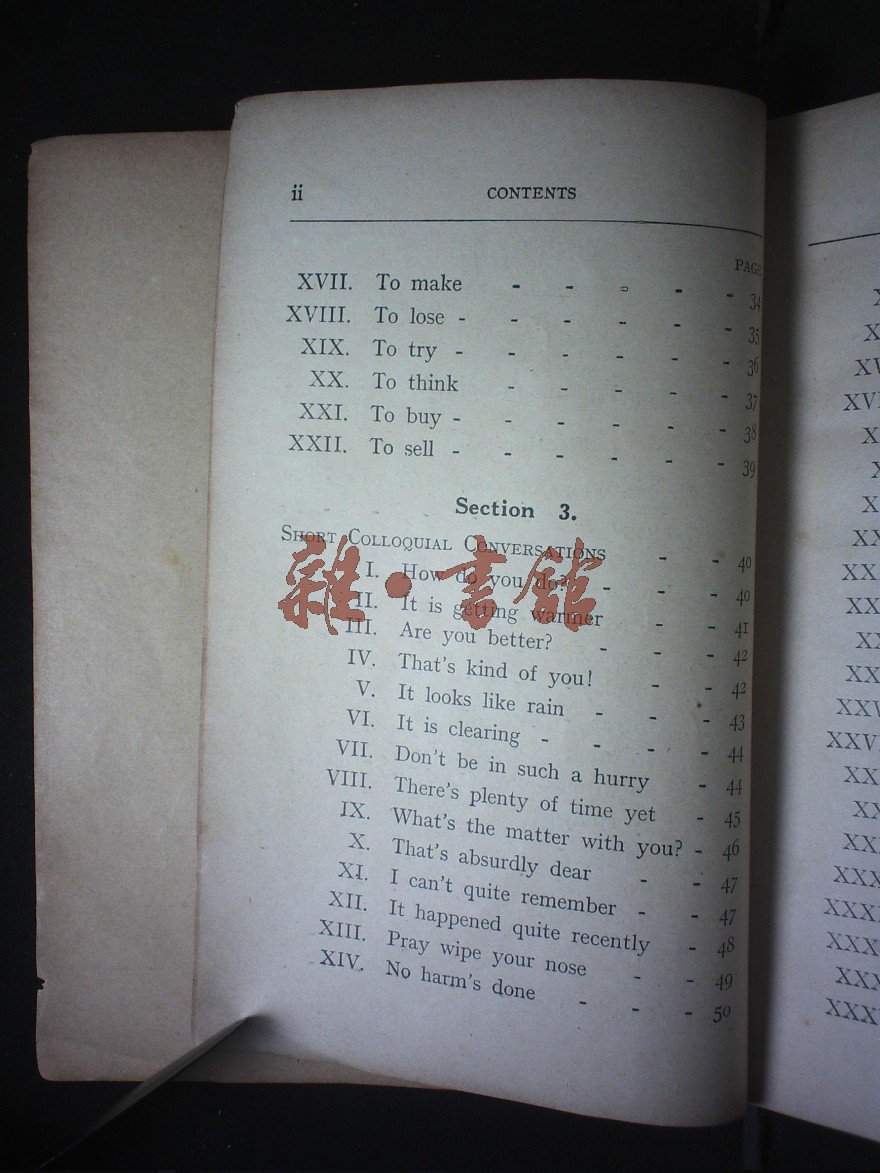 ii CONTENTS
PAGE
XVII. To make - - - - - 34
XVIII. To lose - - - - - - 35
XIX. To try - - - - - - 36
XX. To think - - - - - 37
XXI. To buy - - - - - - 38
XXII. To sell - - - - - - 39
Section 3.
SHORT COLLOQUIAL CONVERSATIONS - - 40
I. How do you do? - - - 40
II. It is getting warmer - - 41
III. Are you better? - - - 42
IV. That's kind of you! - - 42
V. It looks like rain - - - 43
VI. It is clearing - - - - 44
VII. Don't be in such a hurry - 44
VIII. There's plenty of time yet - 45
IX. What's the matter with you? - 46
X. That's absurdly dear - - 47
XI. I can't quite remember - - 47
XII. It happened quite recently - 48
XIII. Pray wipe your nose - - 49
XIV. No harm's done - - - 50
雜·書館